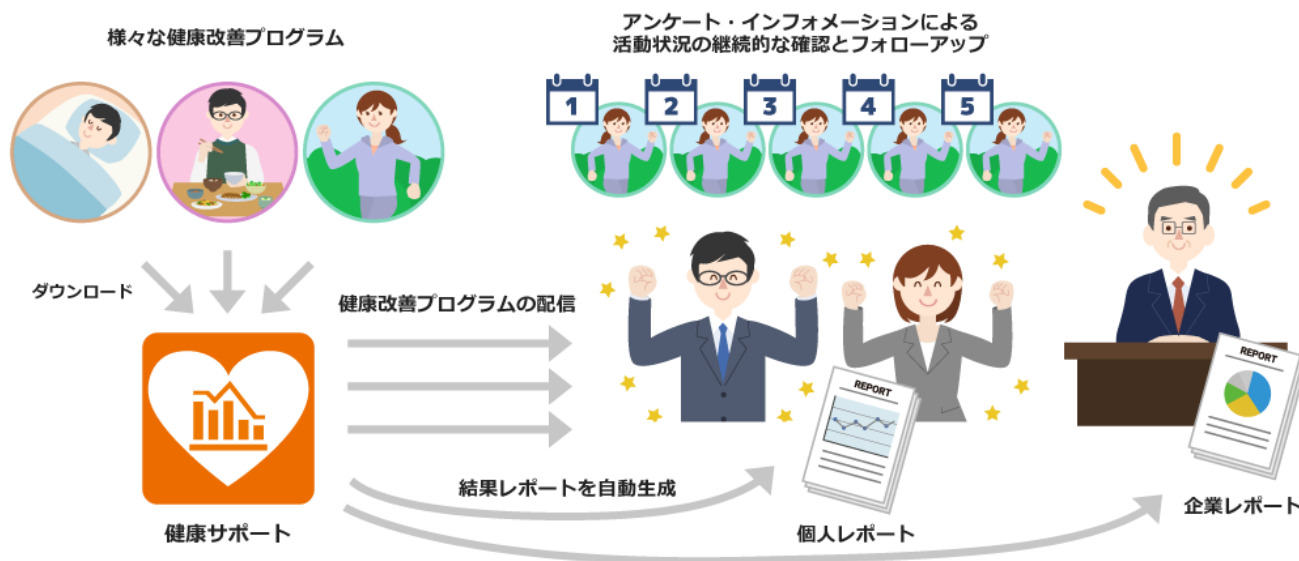 様々な健康改善プログラム
アンケート・インフォメーションによる
活動状況の継続的な確認とフォローアップ
1
2
3
4
5
ダウンロード
健康改善プログラムの配信
REPORT
REPORT
結果レポートを自動生成
健康サポート
個人レポート
企業レポート